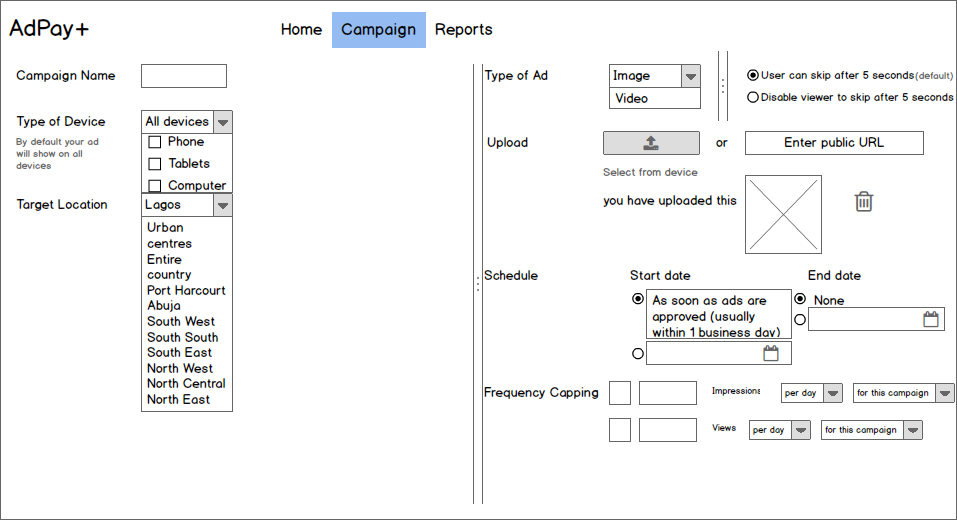 AdPay+
Home Campaign Reports
Campaign Name
Type of Device
All devices
By default your ad
will show on all
devices
Phone
Tablets
Computer
Target Location
Lagos
Urban
centres
Entire
country
Port Harcourt
Abuja
South West
South South
South East
North West
North Central
North East
Type of Ad
Image
Video
User can skip after 5 seconds(default)
Disable viewer to skip after 5 seconds
Upload
or
Enter public URL
Select from device
you have uploaded this
Schedule
Start date
End date
As soon as ads are
approved (usually
within 1 business day)
None
Frequency Capping
Impressions
per day
for this campaign
Views
per day
for this campaign